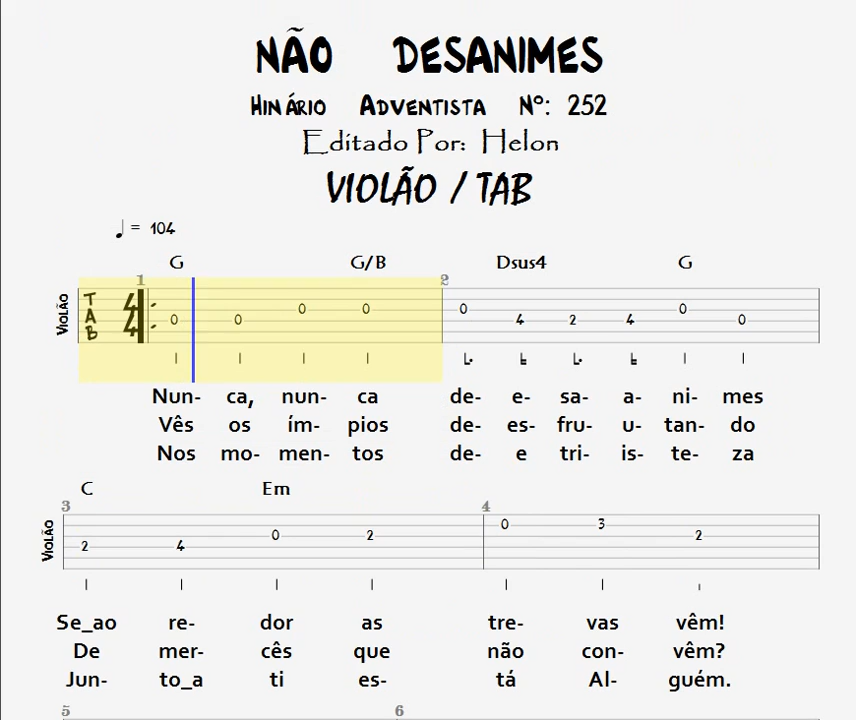 NÃO DESANIMES
HINÁRIO ADVENTISTA Nº: 252
Editado Por: Helon
VIOLÃO / TAB
♩ = 104
G G/B Dsus4 G
1 2
VIOLÃO
TAB 4/4 0 0 0 0 0 4 2 4 0 0
Nun- ca, nun- ca de- e- sa- a- ni- mes
Vês os ím- pios de- es- fru- u- tan- do
Nos mo- men- tos de- e tri- is- te- za
C Em
3 4
VIOLÃO
2 4 0 2 0 3 2
Se_ao re- dor as tre- vas vêm!
De mer- cês que não con- vêm?
Jun- to_a ti es- tá Al- guém.
5 6